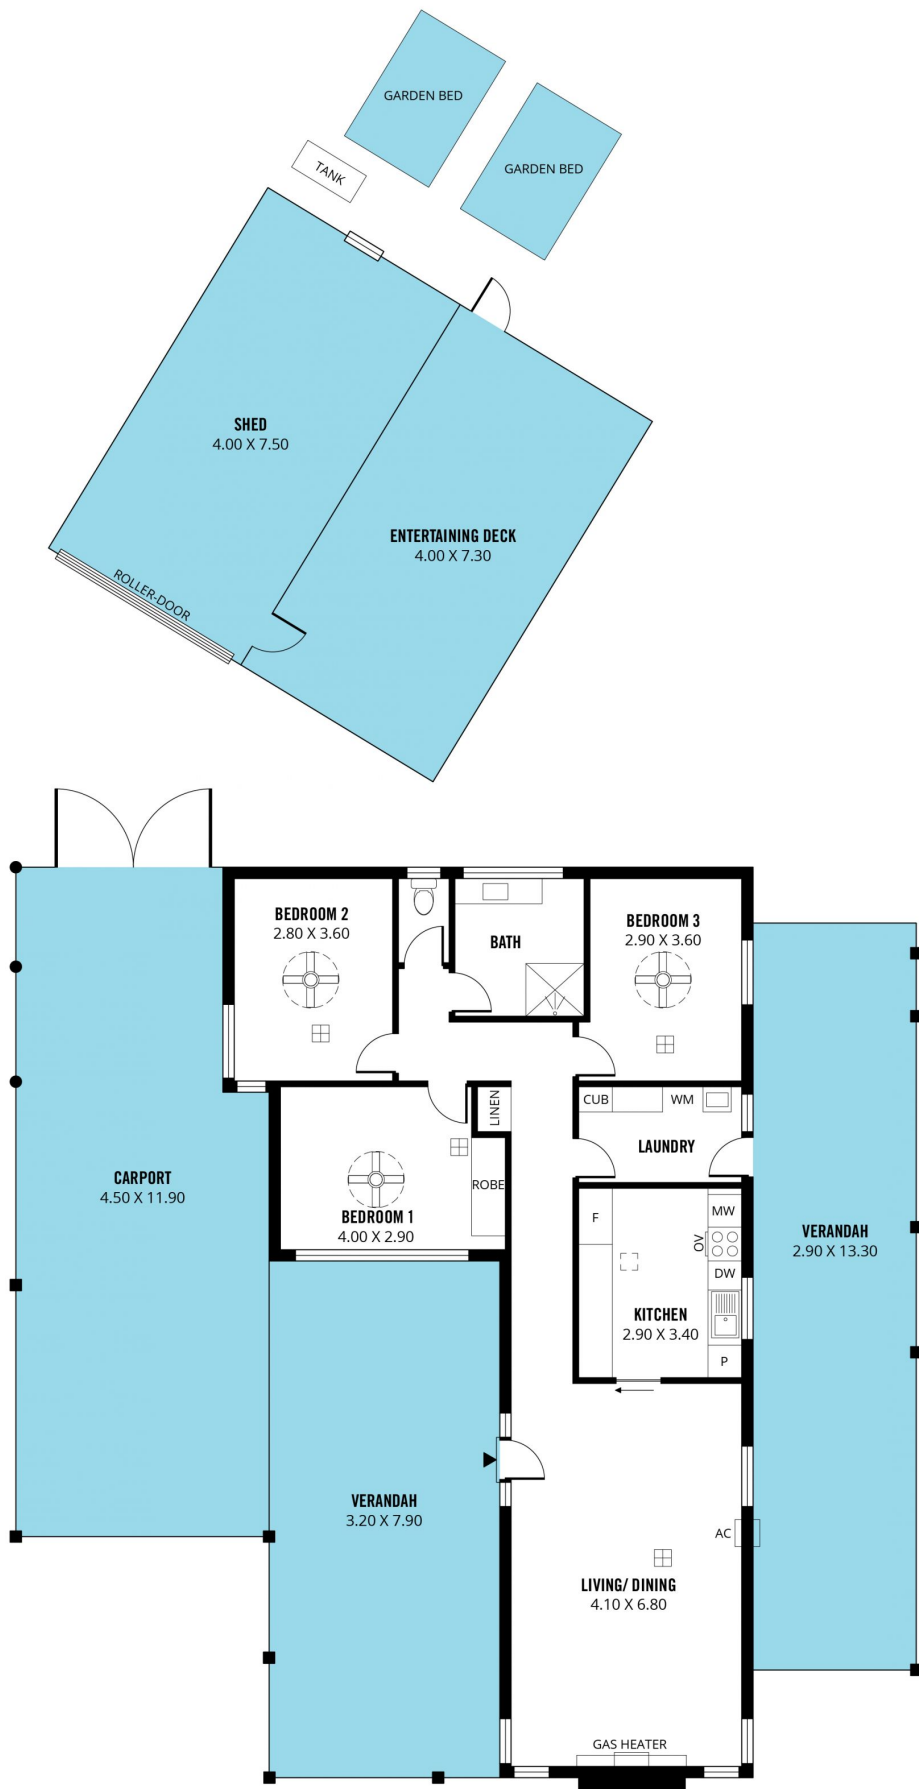 GARDEN BED
GARDEN BED
TANK
SHED
4.00 X 7.50
ENTERTAINING DECK
4.00 X 7.30
ROLLER-DOOR
BEDROOM 2
2.80 X 3.60
BATH
BEDROOM 3
2.90 X 3.60
LINEN
CUB
WM
LAUNDRY
CARPORT
4.50 X 11.90
ROBE
BEDROOM 1
4.00 X 2.90
F
MW
OV
DW
KITCHEN
2.90 X 3.40
P
VERANDAH
2.90 X 13.30
VERANDAH
3.20 X 7.90
AC
LIVING/ DINING
4.10 X 6.80
GAS HEATER